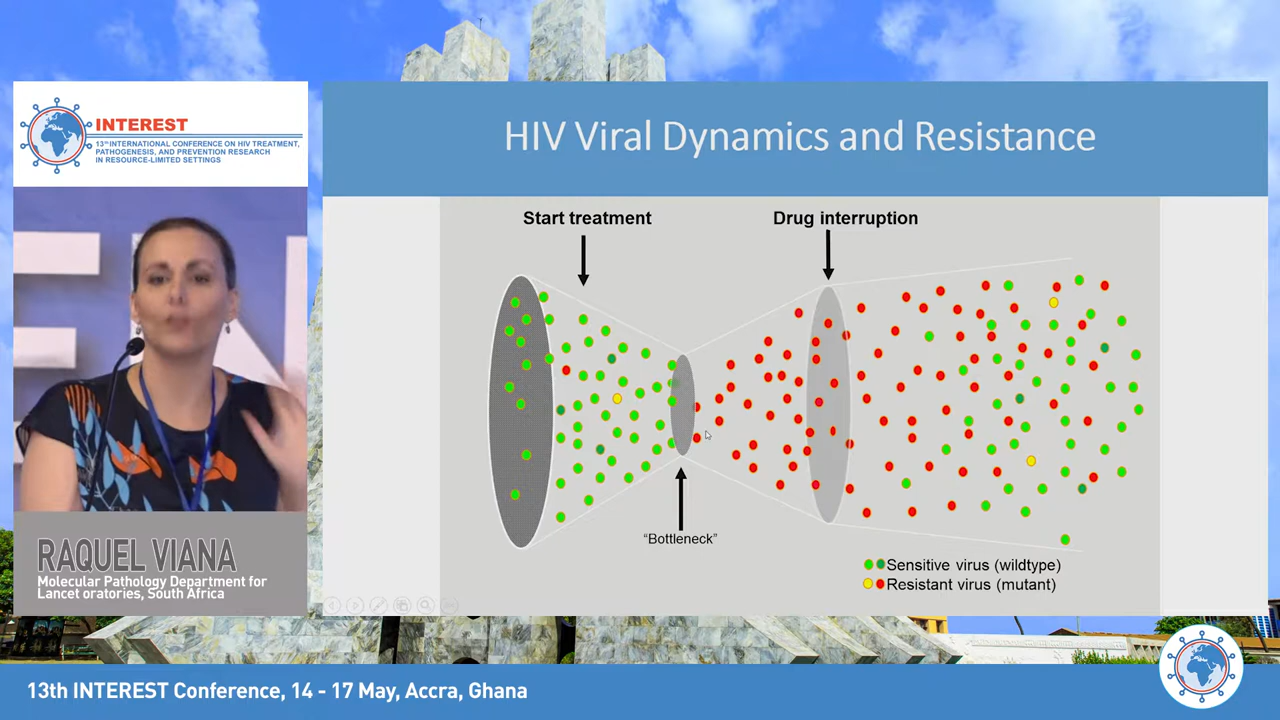 INTEREST
13th INTERNATIONAL CONFERENCE ON HIV TREATMENT,
PATHOGENESIS, AND PREVENTION RESEARCH
IN RESOURCE-LIMITED SETTINGS
HIV Viral Dynamics and Resistance
Start treatment
Drug interruption
“Bottleneck”
Sensitive virus (wildtype)
Resistant virus (mutant)
RAQUEL VIANA
Molecular Pathology Department for
Lancet oratories, South Africa
13th INTEREST Conference, 14 - 17 May, Accra, Ghana